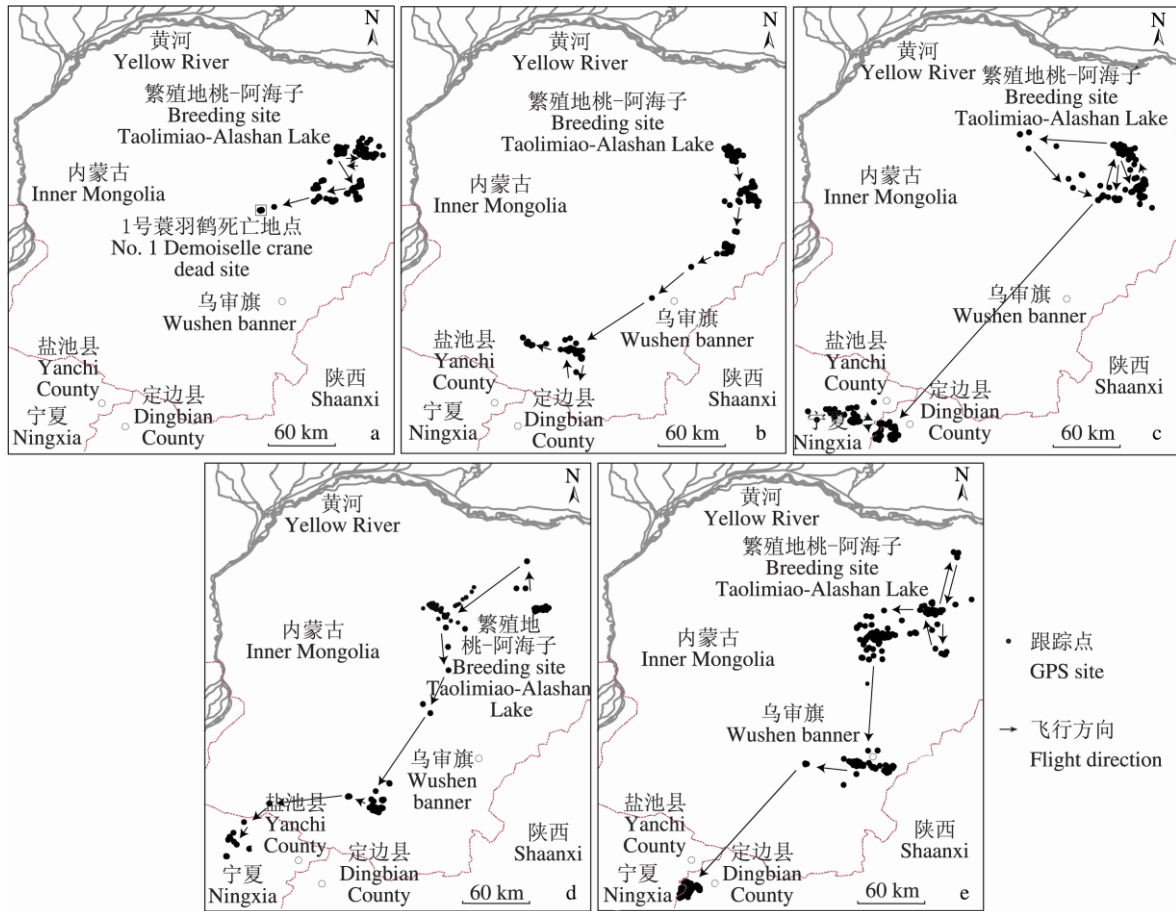 N
黄河
Yellow River
繁殖地桃-阿海子
Breeding site
Taolimiao-Alashan Lake
内蒙古
Inner Mongolia
1号蓑羽鹤死亡地点
No. 1 Demoiselle crane
dead site
乌审旗
Wushen banner
盐池县
Yanchi
County
定边县
Dingbian
County
陕西
Shaanxi
宁夏
Ningxia
60 km
a
N
黄河
Yellow River
繁殖地桃-阿海子
Breeding site
Taolimiao-Alashan Lake
内蒙古
Inner Mongolia
乌审旗
Wushen banner
盐池县
Yanchi
County
定边县
Dingbian
County
陕西
Shaanxi
宁夏
Ningxia
60 km
b
N
黄河
Yellow River
繁殖地桃-阿海子
Breeding site
Taolimiao-Alashan Lake
内蒙古
Inner Mongolia
乌审旗
Wushen banner
盐池县
Yanchi
County
定边县
Dingbian
County
陕西
Shaanxi
宁夏
Ningxia
60 km
c
N
黄河
Yellow River
繁殖地
桃-阿海子
Breeding site
Taolimiao-Alashan
Lake
内蒙古
Inner Mongolia
乌审旗
Wushen
banner
盐池县
Yanchi
County
定边县
Dingbian
County
陕西
Shaanxi
宁夏
Ningxia
60 km
d
N
黄河
Yellow River
繁殖地桃-阿海子
Breeding site
Taolimiao-Alashan Lake
内蒙古
Inner Mongolia
乌审旗
Wushen banner
盐池县
Yanchi
County
定边县
Dingbian
County
陕西
Shaanxi
宁夏
Ningxia
60 km
e
跟踪点
GPS site
飞行方向
Flight direction